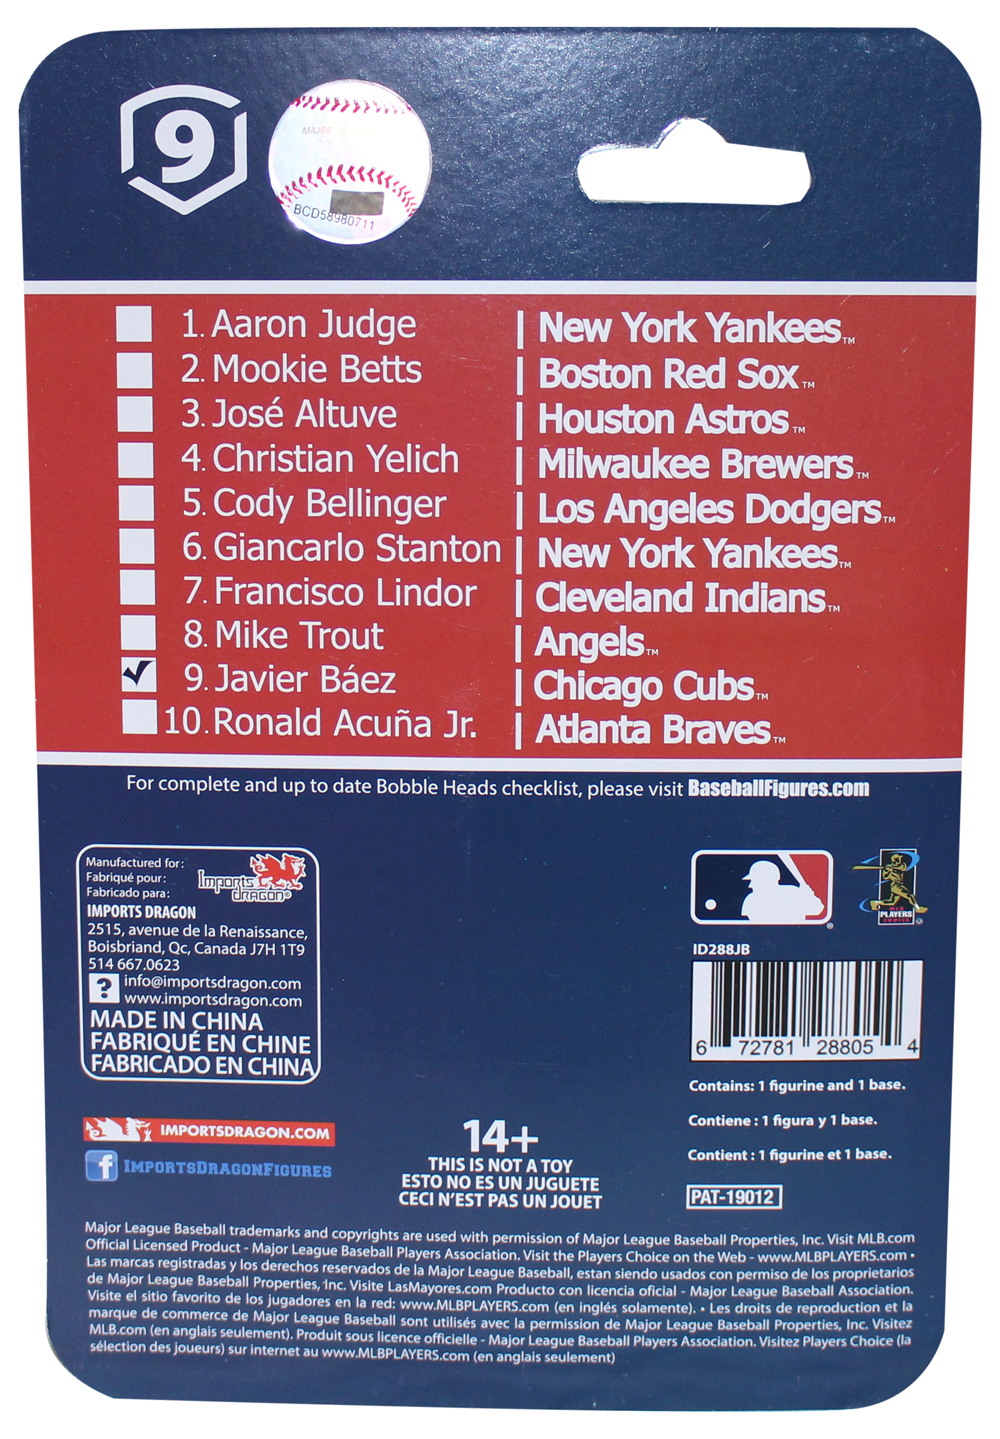 9
MAJOR
BCD58980711
1. Aaron Judge | New York Yankees™
2. Mookie Betts | Boston Red Sox™
3. José Altuve | Houston Astros™
4. Christian Yelich | Milwaukee Brewers™
5. Cody Bellinger | Los Angeles Dodgers™
6. Giancarlo Stanton | New York Yankees™
7. Francisco Lindor | Cleveland Indians™
8. Mike Trout | Angels™
9. Javier Báez | Chicago Cubs™
10. Ronald Acuña Jr. | Atlanta Braves™
For complete and up to date Bobble Heads checklist, please visit BaseballFigures.com
Manufactured for:
Fabriqué pour:
Fabricado para:
Imports DRAGON®
IMPORTS DRAGON
2515, avenue de la Renaissance,
Boisbriand, Qc, Canada J7H 1T9
514 667.0623
? info@importsdragon.com
www.importsdragon.com
MADE IN CHINA
FABRIQUÉ EN CHINE
FABRICADO EN CHINA
IMPORTSDRAGON.COM
f IMPORTSDRAGONFIGURES
14+
THIS IS NOT A TOY
ESTO NO ES UN JUGUETE
CECI N'EST PAS UN JOUET
®
MLB
PLAYERS
CHOICE ®
ID288JB
6 72781 28805 4
Contains: 1 figurine and 1 base.
Contiene : 1 figura y 1 base.
Contient : 1 figurine et 1 base.
PAT-19012
Major League Baseball trademarks and copyrights are used with permission of Major League Baseball Properties, Inc. Visit MLB.com
Official Licensed Product - Major League Baseball Players Association. Visit the Players Choice on the Web - www.MLBPLAYERS.com •
Las marcas registradas y los derechos reservados de la Major League Baseball, estan siendo usados con permiso de los proprietarios
de Major League Baseball Properties, Inc. Visite LasMayores.com Producto con licencia oficial - Major League Baseball Association.
Visite el sitio favorito de los jugadores en la red: www.MLBPLAYERS.com (en inglés solamente). • Les droits de reproduction et la
marque de commerce de Major League Baseball sont utilisés avec la permission de Major League Baseball Properties, Inc. Visitez
MLB.com (en anglais seulement). Produit sous licence officielle - Major League Baseball Players Association. Visitez Players Choice (la
sélection des joueurs) sur internet au www.MLBPLAYERS.com (en anglais seulement)